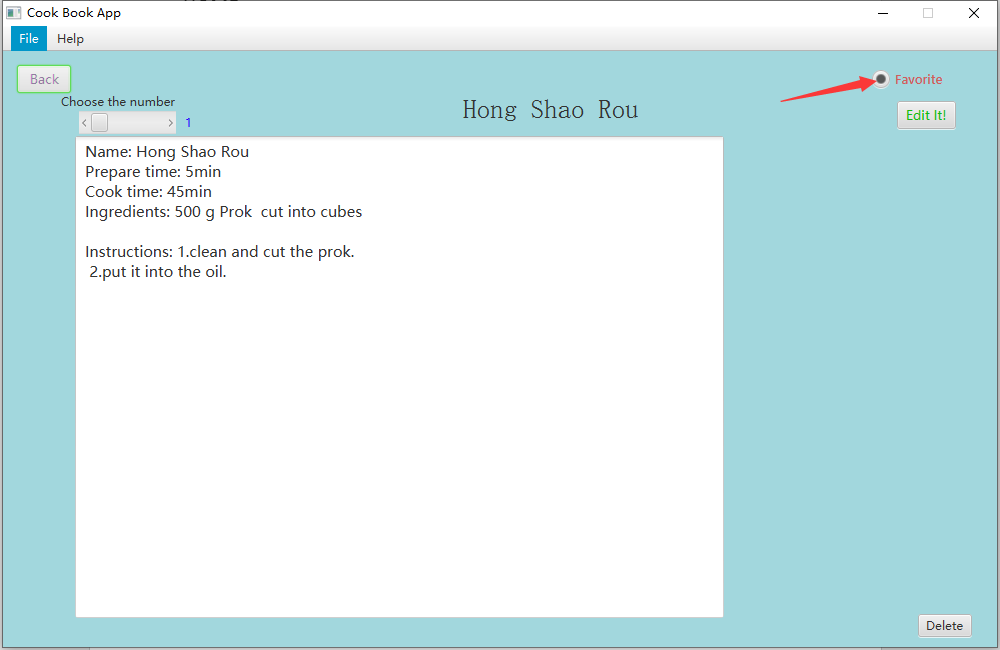 Cook Book App
File Help
Back
Favorite
Choose the number
Hong Shao Rou
Edit It!
1
Name: Hong Shao Rou
Prepare time: 5min
Cook time: 45min
Ingredients: 500 g Prok  cut into cubes
Instructions: 1.clean and cut the prok.
2.put it into the oil.
Delete